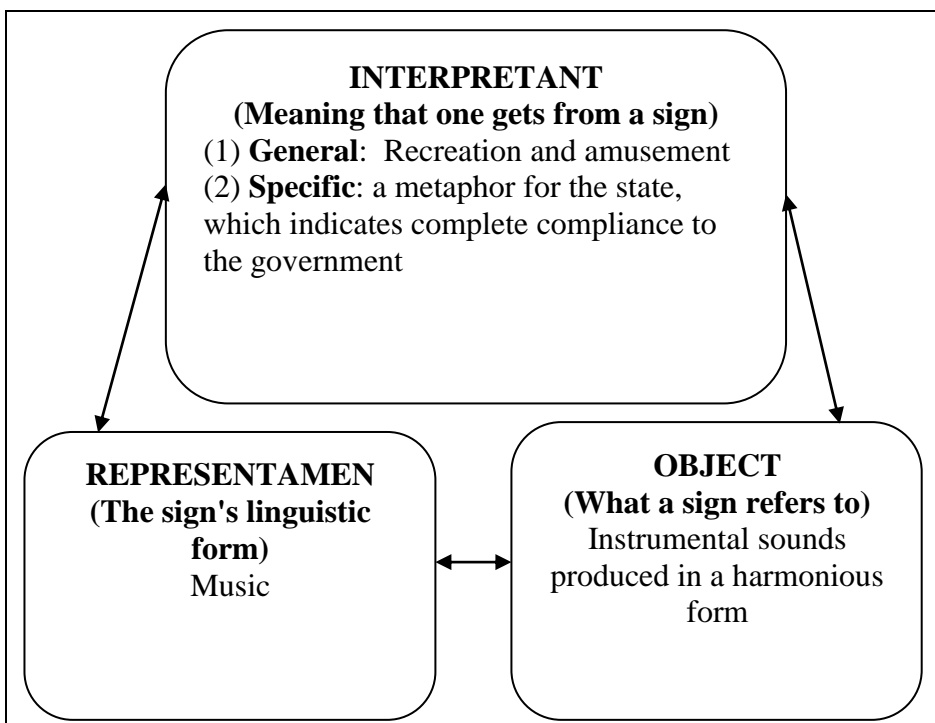 INTERPRETANT
(Meaning that one gets from a sign)
(1) General: Recreation and amusement
(2) Specific: a metaphor for the state,
which indicates complete compliance to
the government
REPRESENTAMEN
(The sign's linguistic
form)
Music
OBJECT
(What a sign refers to)
Instrumental sounds
produced in a harmonious
form